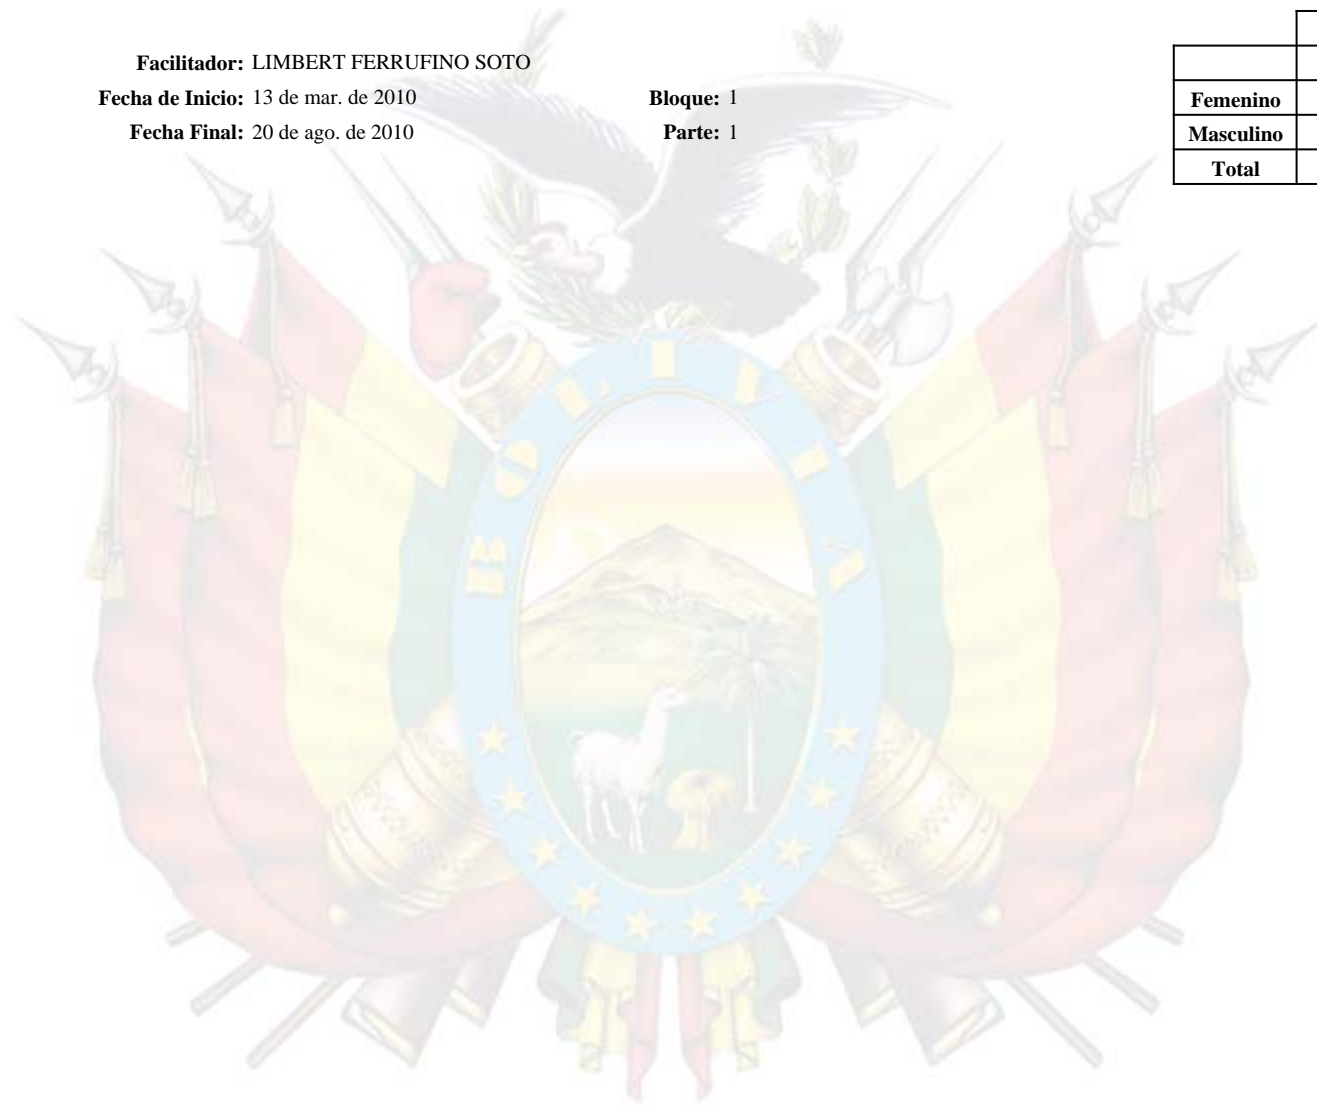 Facilitador: LIMBERT FERRUFINO SOTO
Fecha de Inicio: 13 de mar. de 2010 Bloque: 1
Fecha Final: 20 de ago. de 2010 Parte: 1
Femenino
Masculino
Total
BOLIVIA